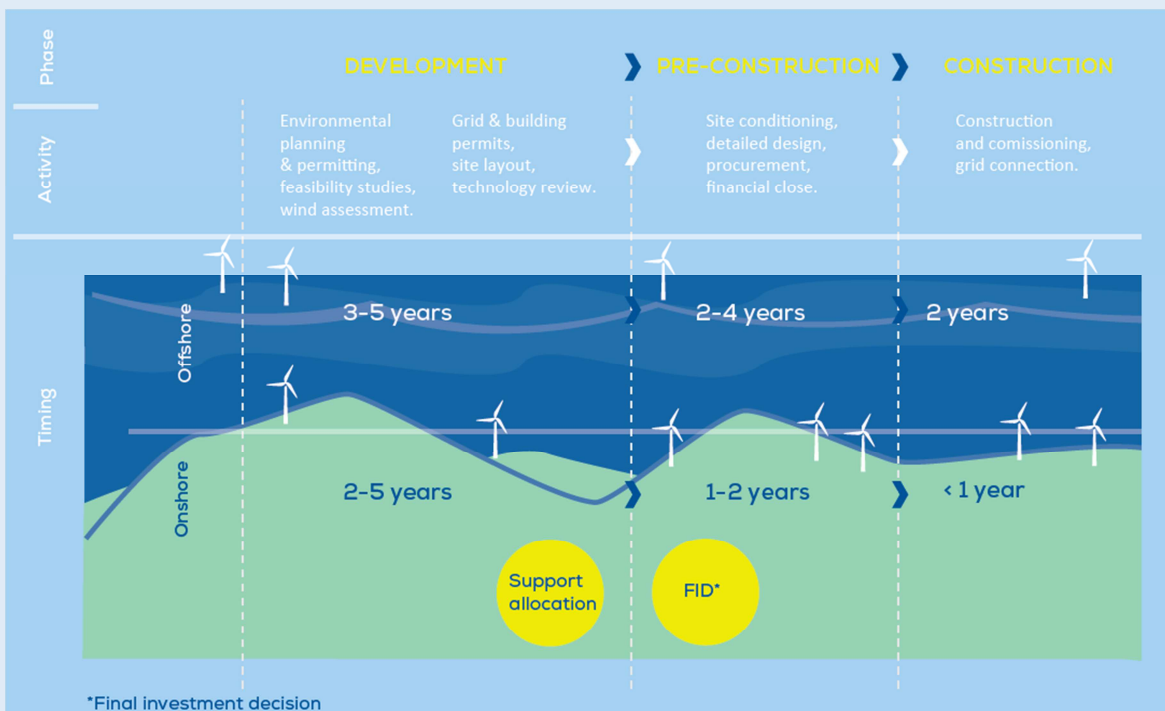 Phase
DEVELOPMENT
PRE-CONSTRUCTION
CONSTRUCTION
Activity
Environmental
planning
& permitting,
feasibility studies,
wind assessment.
Grid & building
permits,
site layout,
technology review.
Site conditioning,
detailed design,
procurement,
financial close.
Construction
and comissioning,
grid connection.
Timing
Offshore
3-5 years
2-4 years
2 years
Onshore
2-5 years
1-2 years
< 1 year
Support
allocation
FID*
*Final investment decision